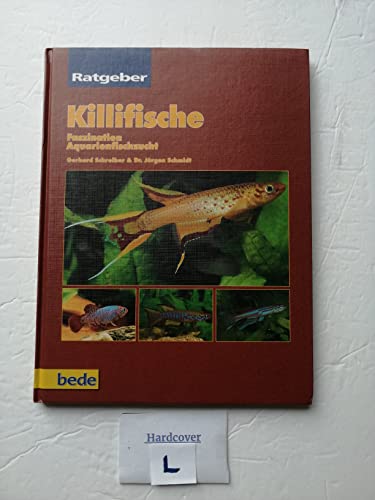 Ratgeber
Killifische
Faszination
Aquarienfischzucht
Gerhard Schreiber & Dr. Jürgen Schmidt
bede
Hardcover
L